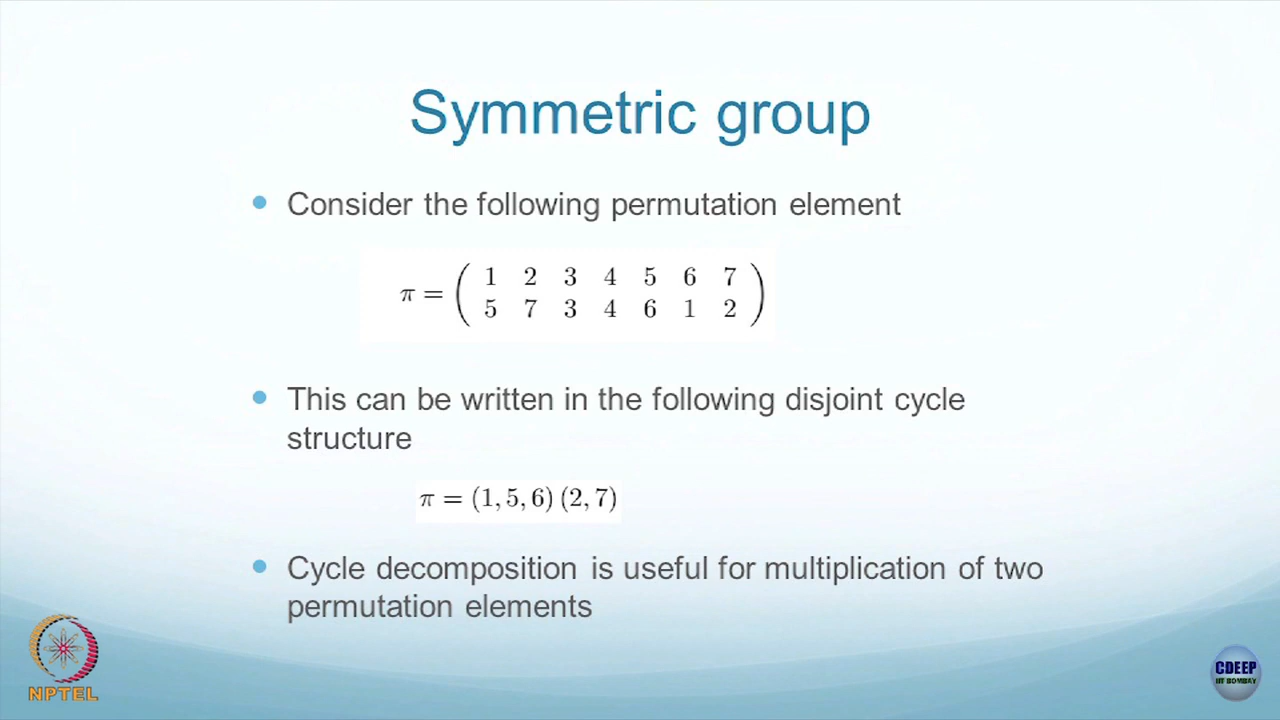 Symmetric group
• Consider the following permutation element
π = ( 1 2 3 4 5 6 7
5 7 3 4 6 1 2 )
• This can be written in the following disjoint cycle
structure
π = (1, 5, 6) (2, 7)
• Cycle decomposition is useful for multiplication of two
permutation elements
NPTEL
CDEEP
IIT BOMBAY